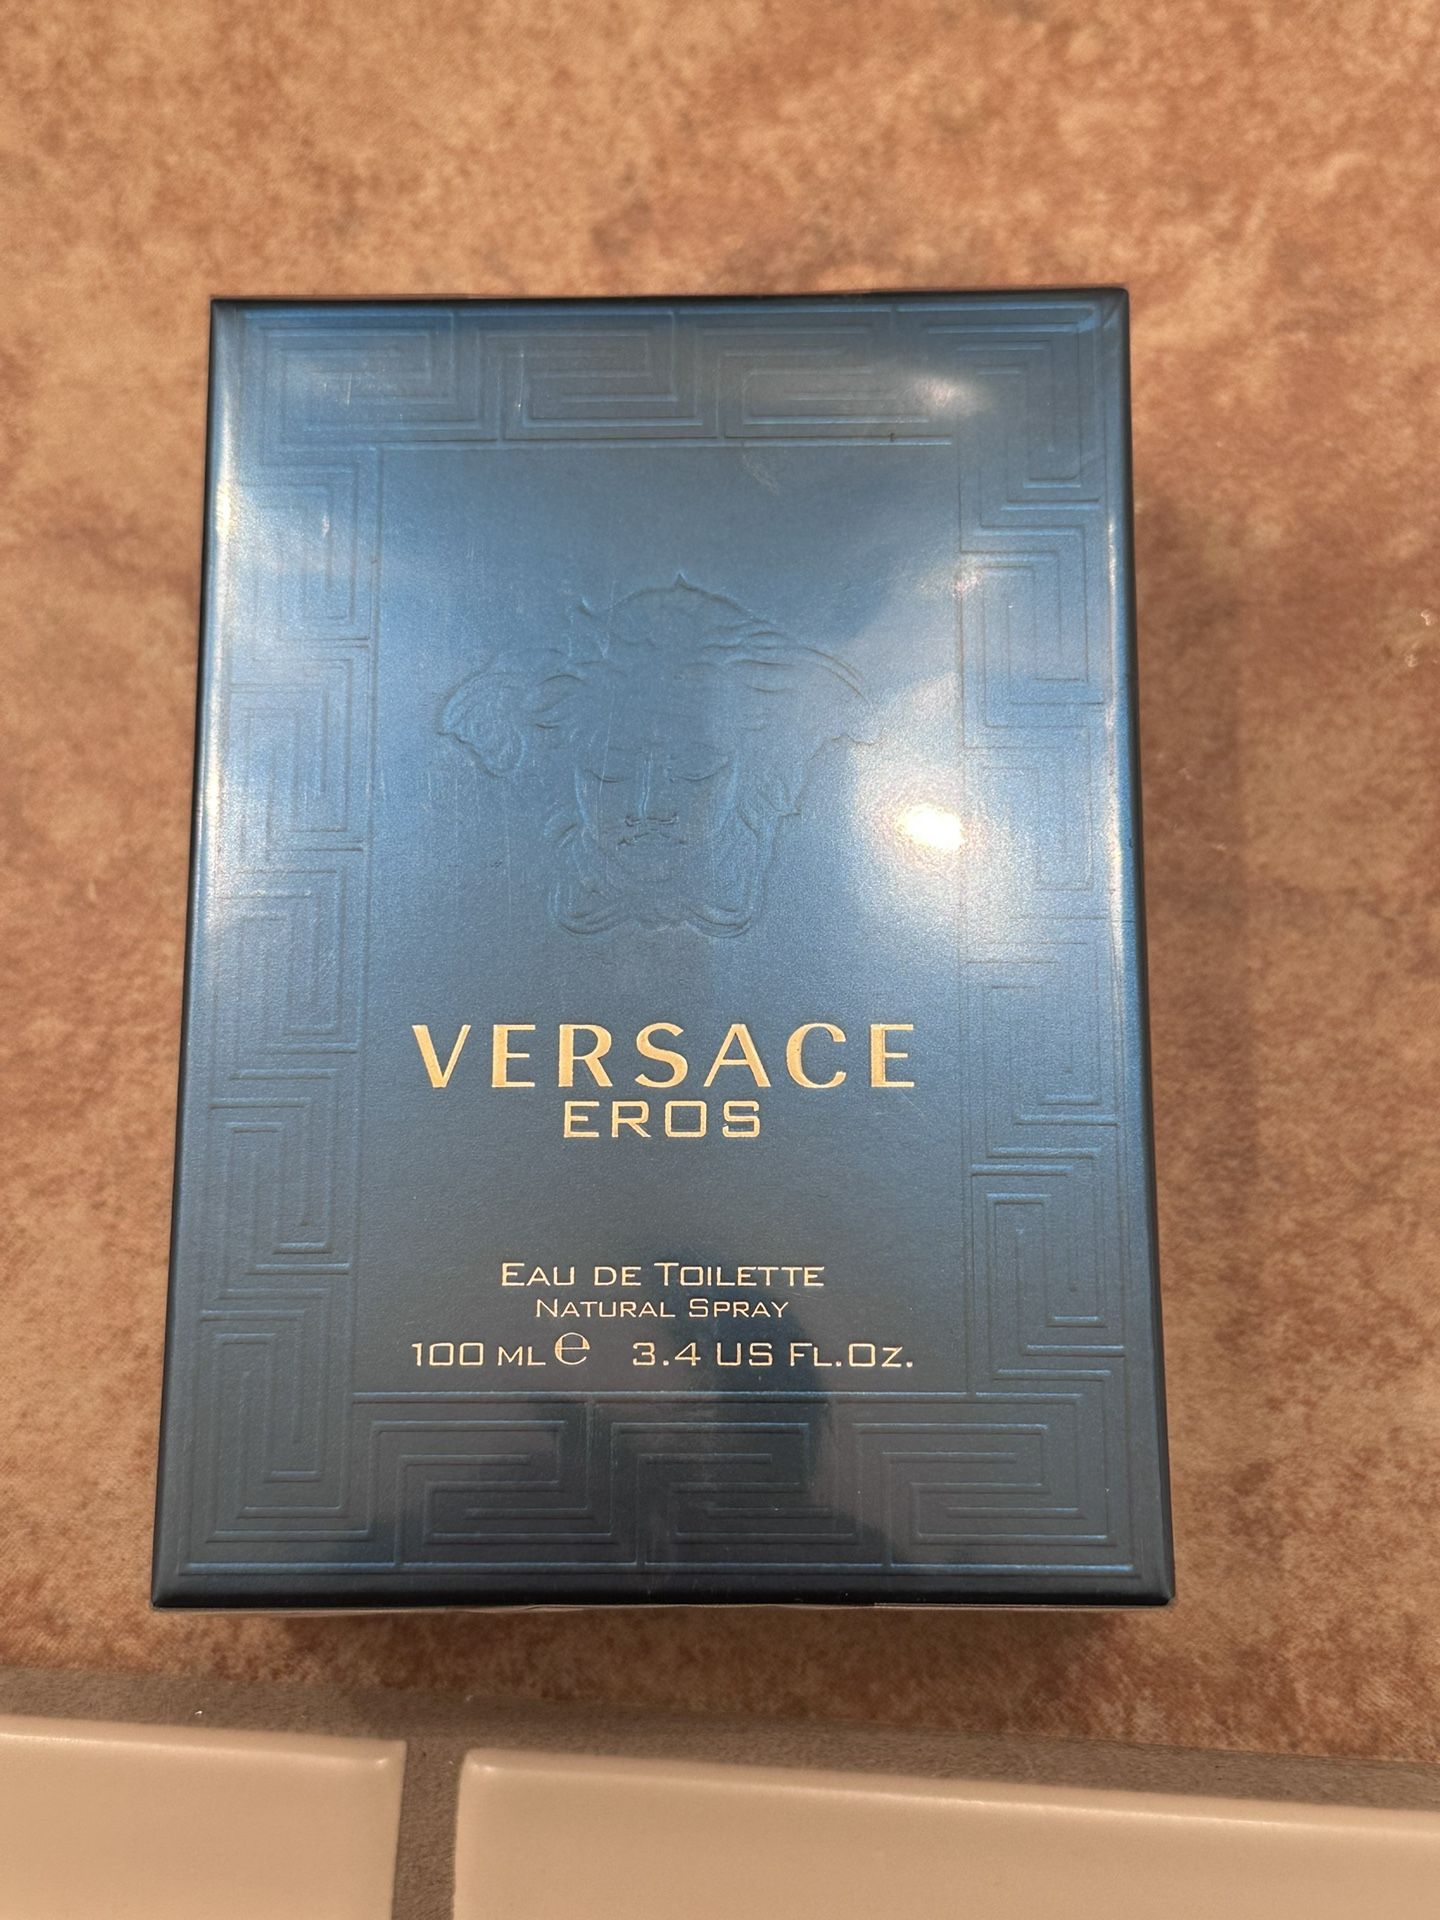 VERSACE
EROS
EAU DE TOILETTE
NATURAL SPRAY
100 ML ℮ 3.4 US FL.OZ.